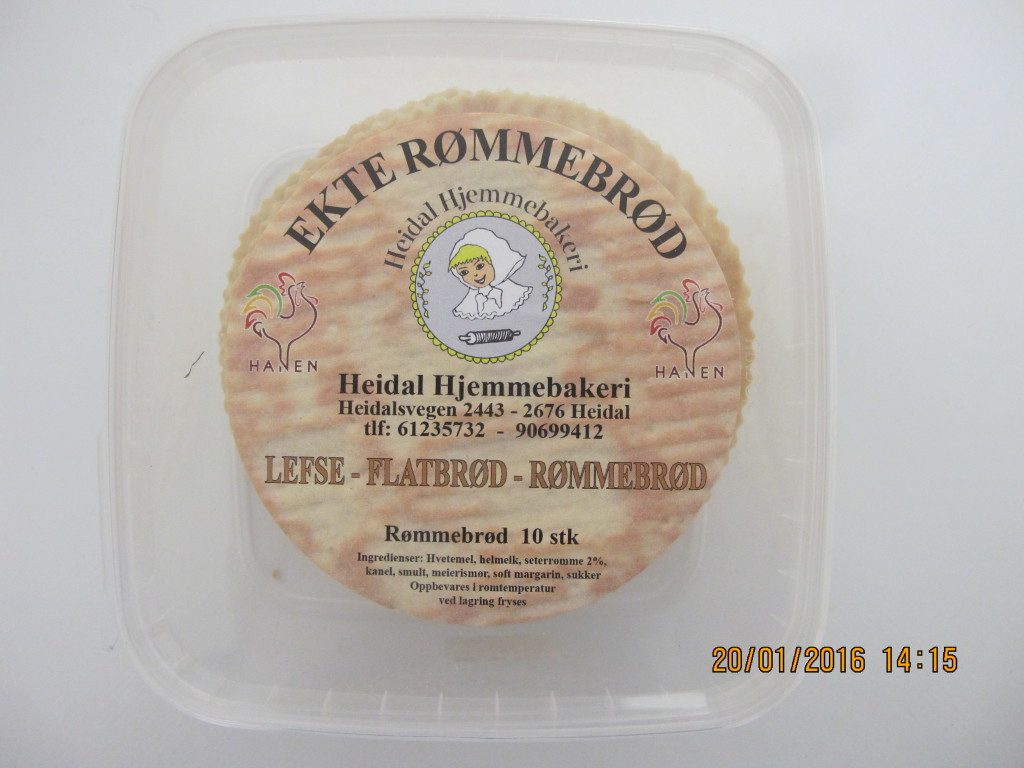 EKTE RØMMEBRØD
Heidal Hjemmebakeri
HANEN
HANEN
Heidal Hjemmebakeri
Heidalsvegen 2443 - 2676 Heidal
tlf: 61235732 - 90699412
LEFSE - FLATBRØD - RØMMEBRØD
Rømmebrød 10 stk
Ingredienser: Hvetemel, helmelk, seterrømme 2%,
kanel, smult, meierismør, soft margarin, sukker
Oppbevares i romtemperatur
ved lagring fryses
20/01/2016 14:15